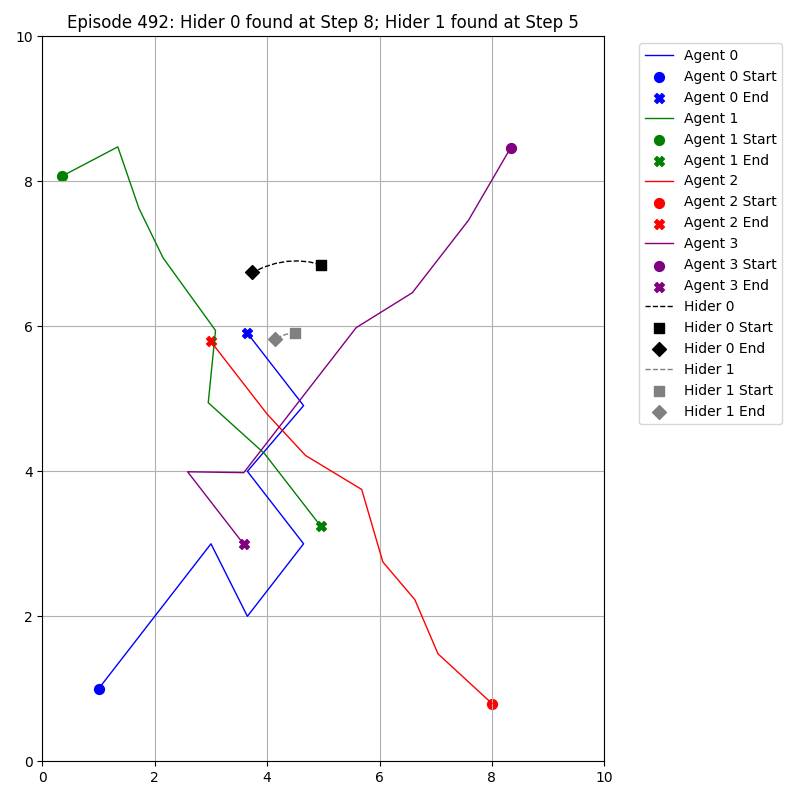 Episode 492: Hider 0 found at Step 8; Hider 1 found at Step 5
10
8
6
4
2
0
0 2 4 6 8 10
Agent 0
Agent 0 Start
Agent 0 End
Agent 1
Agent 1 Start
Agent 1 End
Agent 2
Agent 2 Start
Agent 2 End
Agent 3
Agent 3 Start
Agent 3 End
Hider 0
Hider 0 Start
Hider 0 End
Hider 1
Hider 1 Start
Hider 1 End